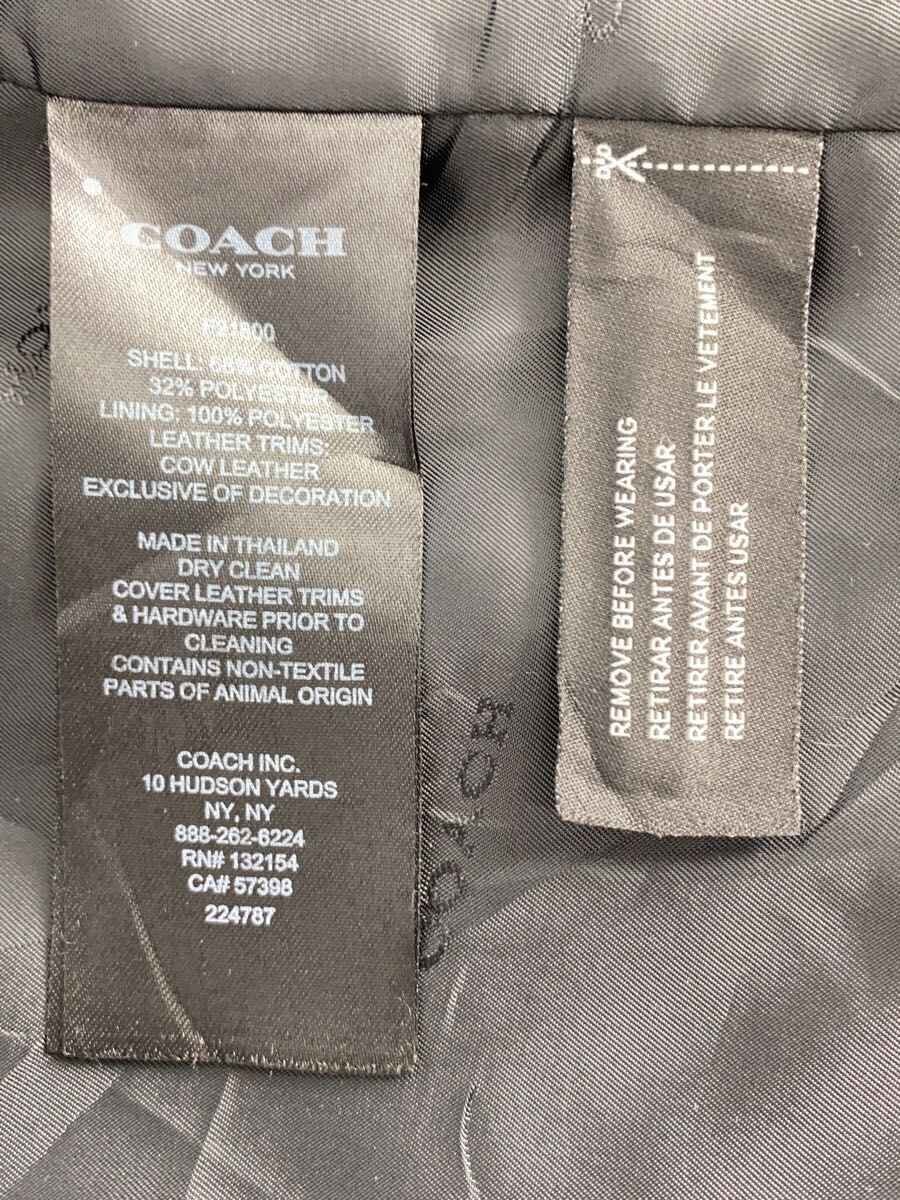 COACH
NEW YORK
SHELL: 68% COTTON
32% POLYESTER
LINING: 100% POLYESTER
LEATHER TRIMS:
COW LEATHER
EXCLUSIVE OF DECORATION
MADE IN THAILAND
DRY CLEAN
COVER LEATHER TRIMS
& HARDWARE PRIOR TO
CLEANING
CONTAINS NON-TEXTILE
PARTS OF ANIMAL ORIGIN
COACH INC.
10 HUDSON YARDS
NY, NY
888-262-6224
RN# 132154
CA# 57398
224787
REMOVE BEFORE WEARING
RETIRAR ANTES DE USAR
RETIRER AVANT DE PORTER LE VETEMENT
RETIRE ANTES USAR
COACH